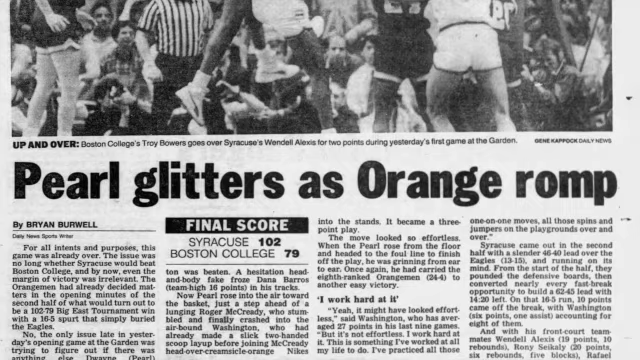 UP AND OVER: Boston College's Troy Bowers goes over Syracuse's Wendell Alexis for two points during yesterday's first game at the Garden.
GENE KAPPOCK DAILY NEWS
Pearl glitters as Orange romp
By BRYAN BURWELL
Daily News Sports Writer
For all intents and purposes, this
game was already over. The issue was
no long whether Syracuse would beat
Boston College, and by now, even the
margin of victory was irrelevant. The
Orangemen had already decided mat-
ters in the opening minutes of the
second half of what would turn out to
be a 102-79 Big East Tournament win
with a 16-5 spurt that simply buried
the Eagles.
No, the only issue late in yester-
day's opening game at the Garden was
trying to figure out if there was
anything else Dwayne (Pearl)
FINAL SCORE
SYRACUSE 102
BOSTON COLLEGE 79
ton was beaten. A hesitation head-
and-body fake froze Dana Barros
(team-high 16 points) in his tracks.
Now Pearl rose into the air toward
the basket, just a step ahead of a
lunging Roger McCready, who stum-
bled and finally crashed into the
air-bound Washington, who had
already made a slick two-handed
scoop layup before joining McCready
head-over-creamsicle-orange Nikes
into the stands. It became a three-
point play.
The move looked so effortless.
When the Pearl rose from the floor
and headed to the foul line to finish
off the play, he was grinning from ear
to ear. Once again, he had carried the
eighth-ranked Orangemen (24-4) to
another easy victory.
'I work hard at it'
"Yeah, it might have looked effort-
less," said Washington, who has aver-
aged 27 points in his last nine games.
"But it's not effortless. I work hard at
it. This is something I've worked at all
my life to do. I've practiced all those
one-on-one moves, all those spins and
jumpers on the playgrounds over and
over."
Syracuse came out in the second
half with a slender 46-40 lead over the
Eagles (13-15), and running on its
mind. From the start of the half, they
pounded the defensive boards, then
converted nearly every fast-break
opportunity to build a 62-45 lead with
14:20 left. On that 16-5 run, 10 points
came off the break, with Washington
(six points, one assist) accounting for
eight of them.
And with his front-court team-
mates Wendell Alexis (19 points, 10
rebounds), Rony Seikaly (20 points,
six rebounds, five blocks), Rafael